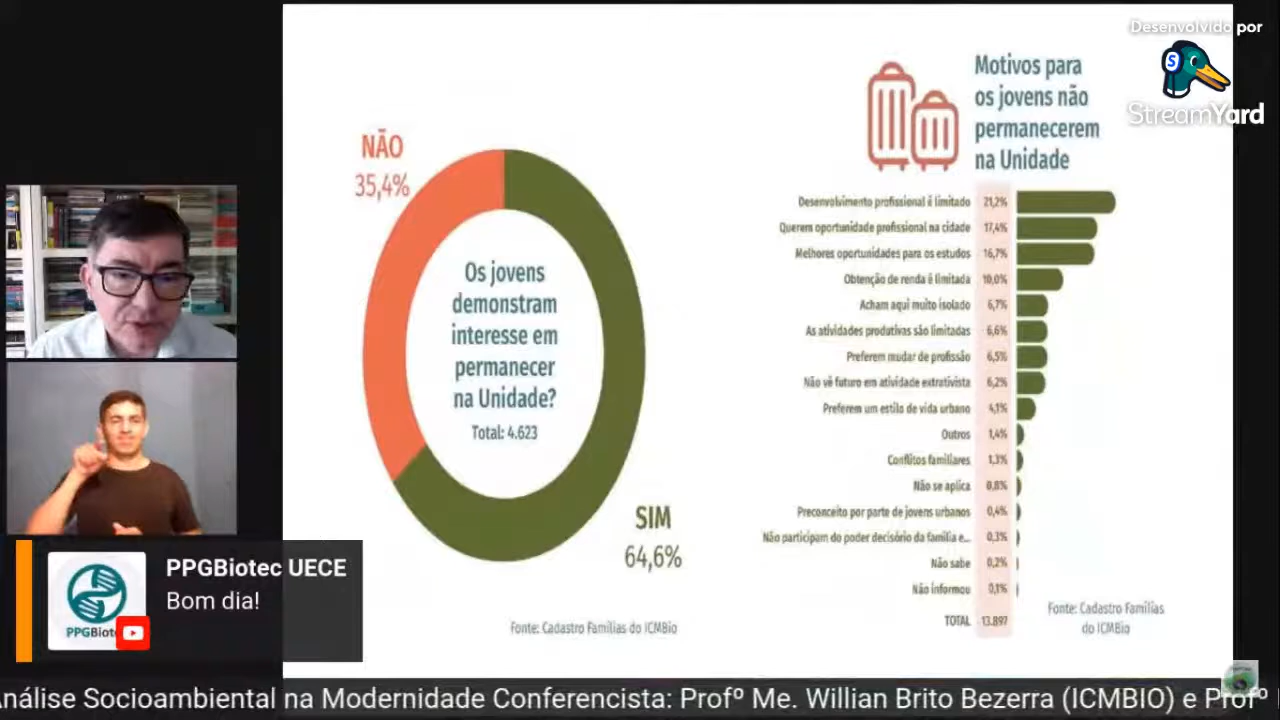 Desenvolvido por
StreamYard
NÃO
35,4%
Os jovens
demonstram
interesse em
permanecer
na Unidade?
Total: 4.623
SIM
64,6%
Fonte: Cadastro Famílias do ICMBio
Motivos para
os jovens não
permanecerem
na Unidade
Desenvolvimento profissional é limitado 21,2%
Querem oportunidade profissional na cidade 17,4%
Melhores oportunidades para os estudos 16,7%
Obtenção de renda é limitada 10,0%
Acham aqui muito isolado 6,7%
As atividades produtivas são limitadas 6,6%
Preferem mudar de profissão 6,5%
Não vê futuro em atividade extrativista 6,2%
Preferem um estilo de vida urbano 4,1%
Outros 1,4%
Conflitos familiares 1,3%
Não se aplica 0,8%
Preconceito por parte de jovens urbanos 0,4%
Não participam do poder decisório da família e... 0,3%
Não sabe 0,2%
Não informou 0,1%
TOTAL 13.897
Fonte: Cadastro Famílias
do ICMBio
PPGBiotec UECE
Bom dia!
PPGBiote
nálise Socioambiental na Modernidade Conferencista: Profº Me. Willian Brito Bezerra (ICMBIO) e Profº